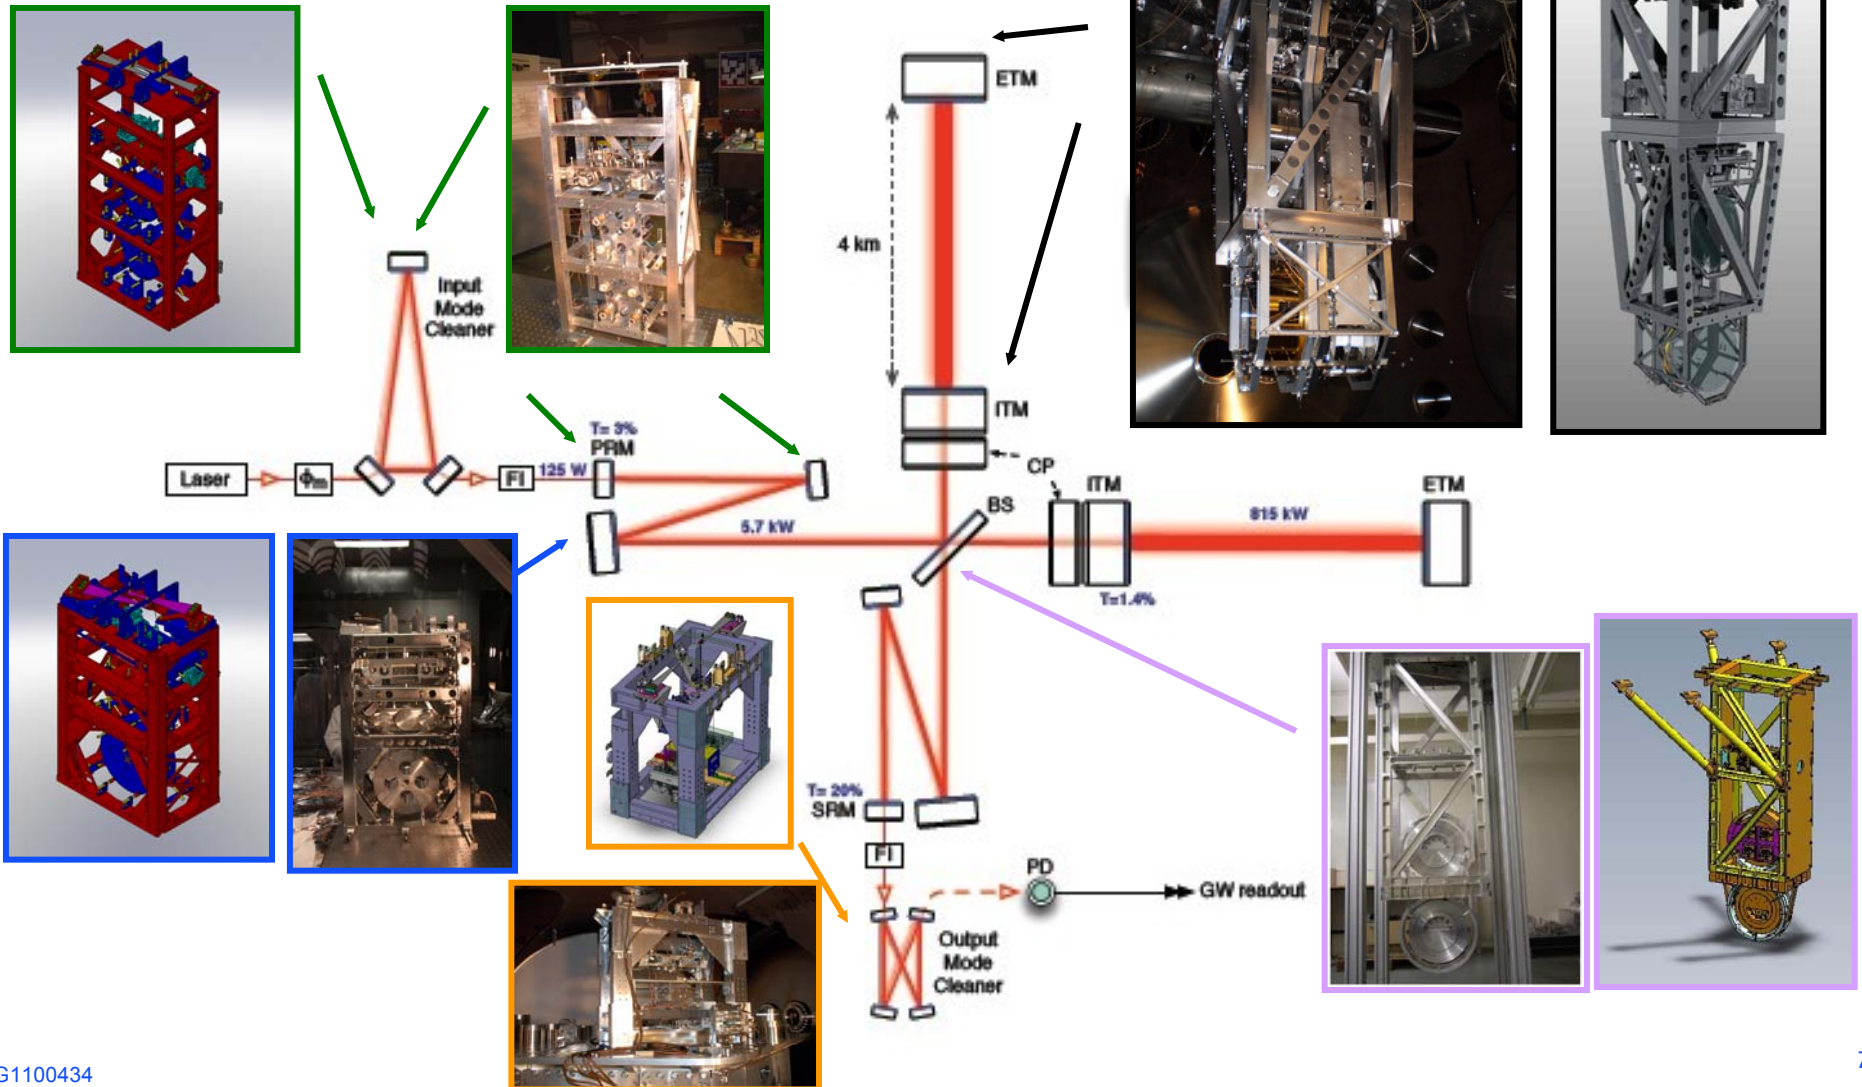 ETM
4 km
Input
Mode
Cleaner
ITM
T= 3%
PRM
CP
Laser
Φm
FI
125 W
ITM
ETM
BS
5.7 kW
815 kW
T=1.4%
T= 20%
SRM
FI
PD
GW readout
Output
Mode
Cleaner
G1100434